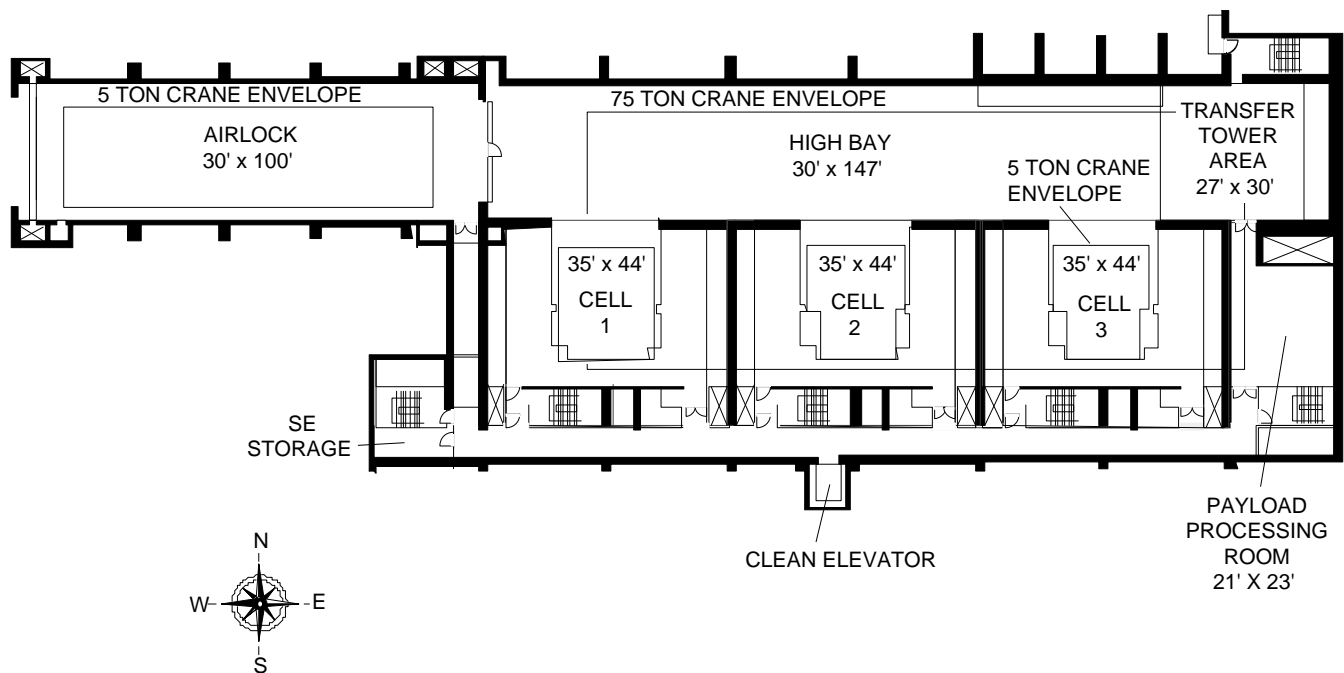 5 TON CRANE ENVELOPE
AIRLOCK
30' x 100'
75 TON CRANE ENVELOPE
HIGH BAY
30' x 147'
TRANSFER
TOWER
AREA
27' x 30'
5 TON CRANE
ENVELOPE
35' x 44'
CELL
1
35' x 44'
CELL
2
35' x 44'
CELL
3
SE
STORAGE
CLEAN ELEVATOR
PAYLOAD
PROCESSING
ROOM
21' X 23'
N
W
E
S